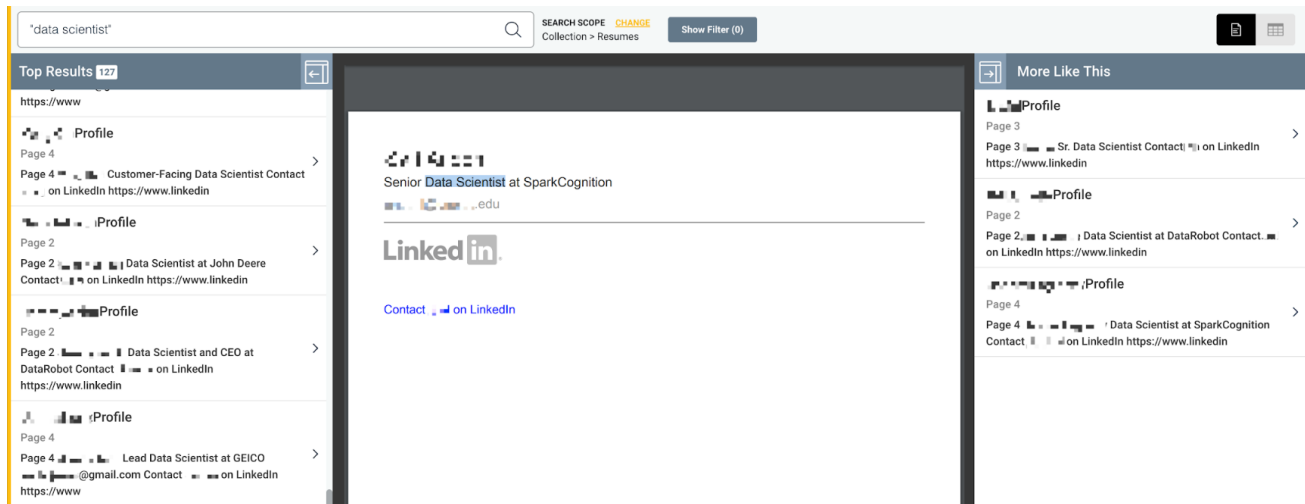 "data scientist"
SEARCH SCOPE CHANGE
Collection > Resumes
Show Filter (0)
Top Results 127
https://www
Profile
Page 4
Page 4 Customer-Facing Data Scientist Contact
on LinkedIn https://www.linkedin
Profile
Page 2
Page 2 Data Scientist at John Deere
Contact on LinkedIn https://www.linkedin
Profile
Page 2
Page 2 Data Scientist and CEO at
DataRobot Contact on LinkedIn
https://www.linkedin
Profile
Page 4
Page 4 Lead Data Scientist at GEICO
@gmail.com Contact on LinkedIn
https://www
Senior Data Scientist at SparkCognition
.edu
Linked in
Contact on LinkedIn
More Like This
Profile
Page 3
Page 3 Sr. Data Scientist Contact on LinkedIn
https://www.linkedin
Profile
Page 2
Page 2 Data Scientist at DataRobot Contact
on LinkedIn https://www.linkedin
Profile
Page 4
Page 4 Data Scientist at SparkCognition
Contact on LinkedIn https://www.linkedin